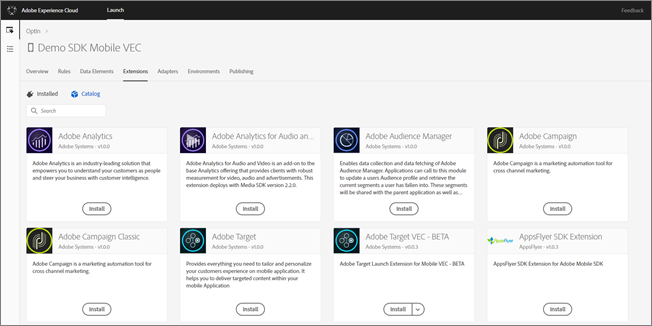 Adobe Experience Cloud
Launch
Feedback
OptIn >
Demo SDK Mobile VEC
Overview Rules Data Elements Extensions Adapters Environments Publishing
Installed Catalog
Search
Adobe Analytics
Adobe Systems - v1.0.0
Adobe Analytics is an industry-leading solution that
empowers you to understand your customers as people
and steer your business with customer intelligence.
Install
Adobe Analytics for Audio an...
Adobe Systems - v1.0.0
Adobe Analytics for Audio and Video is an add-on to the
base Analytics offering that provides clients with robust
measurement for video, audio and advertisements. This
extension deploys with Media SDK version 2.2.0.
Install
Adobe Audience Manager
Adobe Systems - v1.0.0
Enables data collection and data fetching of Adobe
Audience Manager. Applications can call to this module
to update a users Audience profile and retrieve the
current segments a user has fallen into. These segments
will be shared with the parent application as well as...
Install
Adobe Campaign
Adobe Systems - v1.0.0
Adobe Campaign is a marketing automation tool for
cross channel marketing.
Install
Adobe Campaign Classic
Adobe Systems - v1.0.0
Adobe Campaign is a marketing automation tool for
cross channel marketing.
Install
Adobe Target
Adobe Systems - v1.0.0
Provides everything you need to tailor and personalize
your customers experience on mobile application. It
helps you to deliver targeted content within your
mobile Application
Install
Adobe Target VEC - BETA
Adobe Systems - v0.0.3
Adobe Target Launch Extension for Mobile VEC - BETA
Install
AppsFlyer
AppsFlyer SDK Extension
AppsFlyer - v1.0.3
AppsFlyer SDK Extension for Adobe Mobile SDK
Install